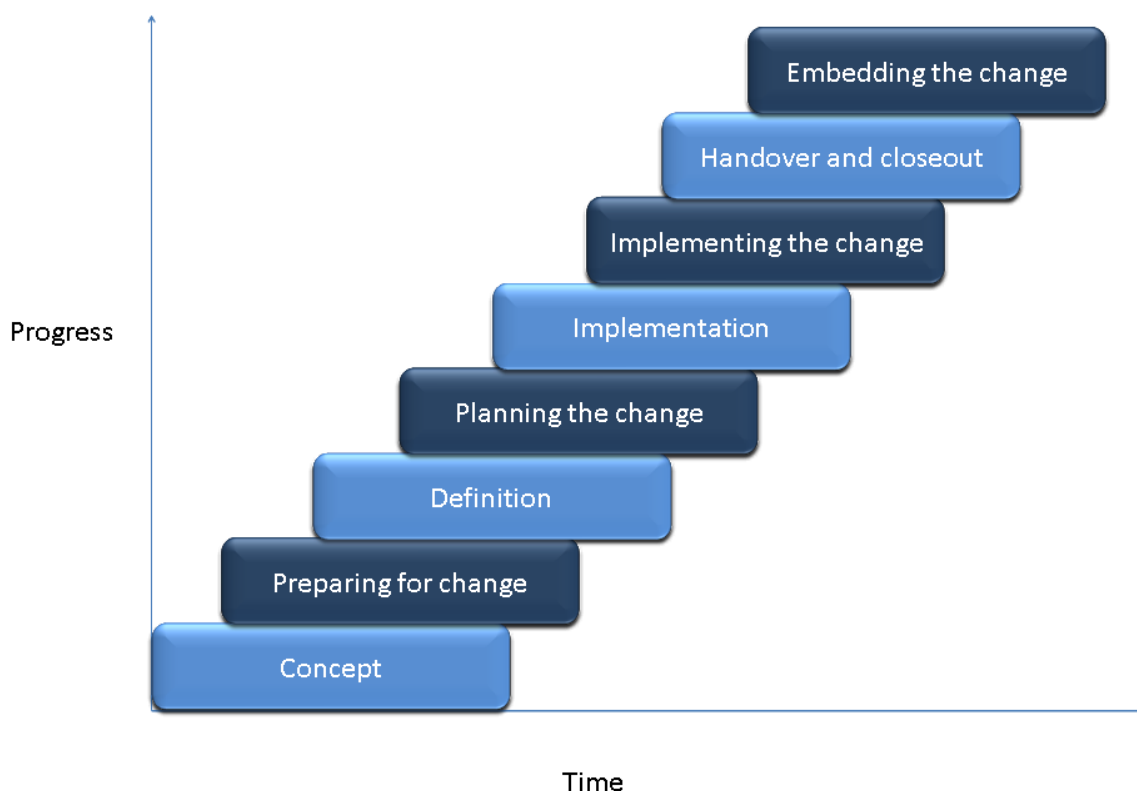 Embedding the change
Handover and closeout
Implementing the change
Implementation
Progress
Planning the change
Definition
Preparing for change
Concept
Time